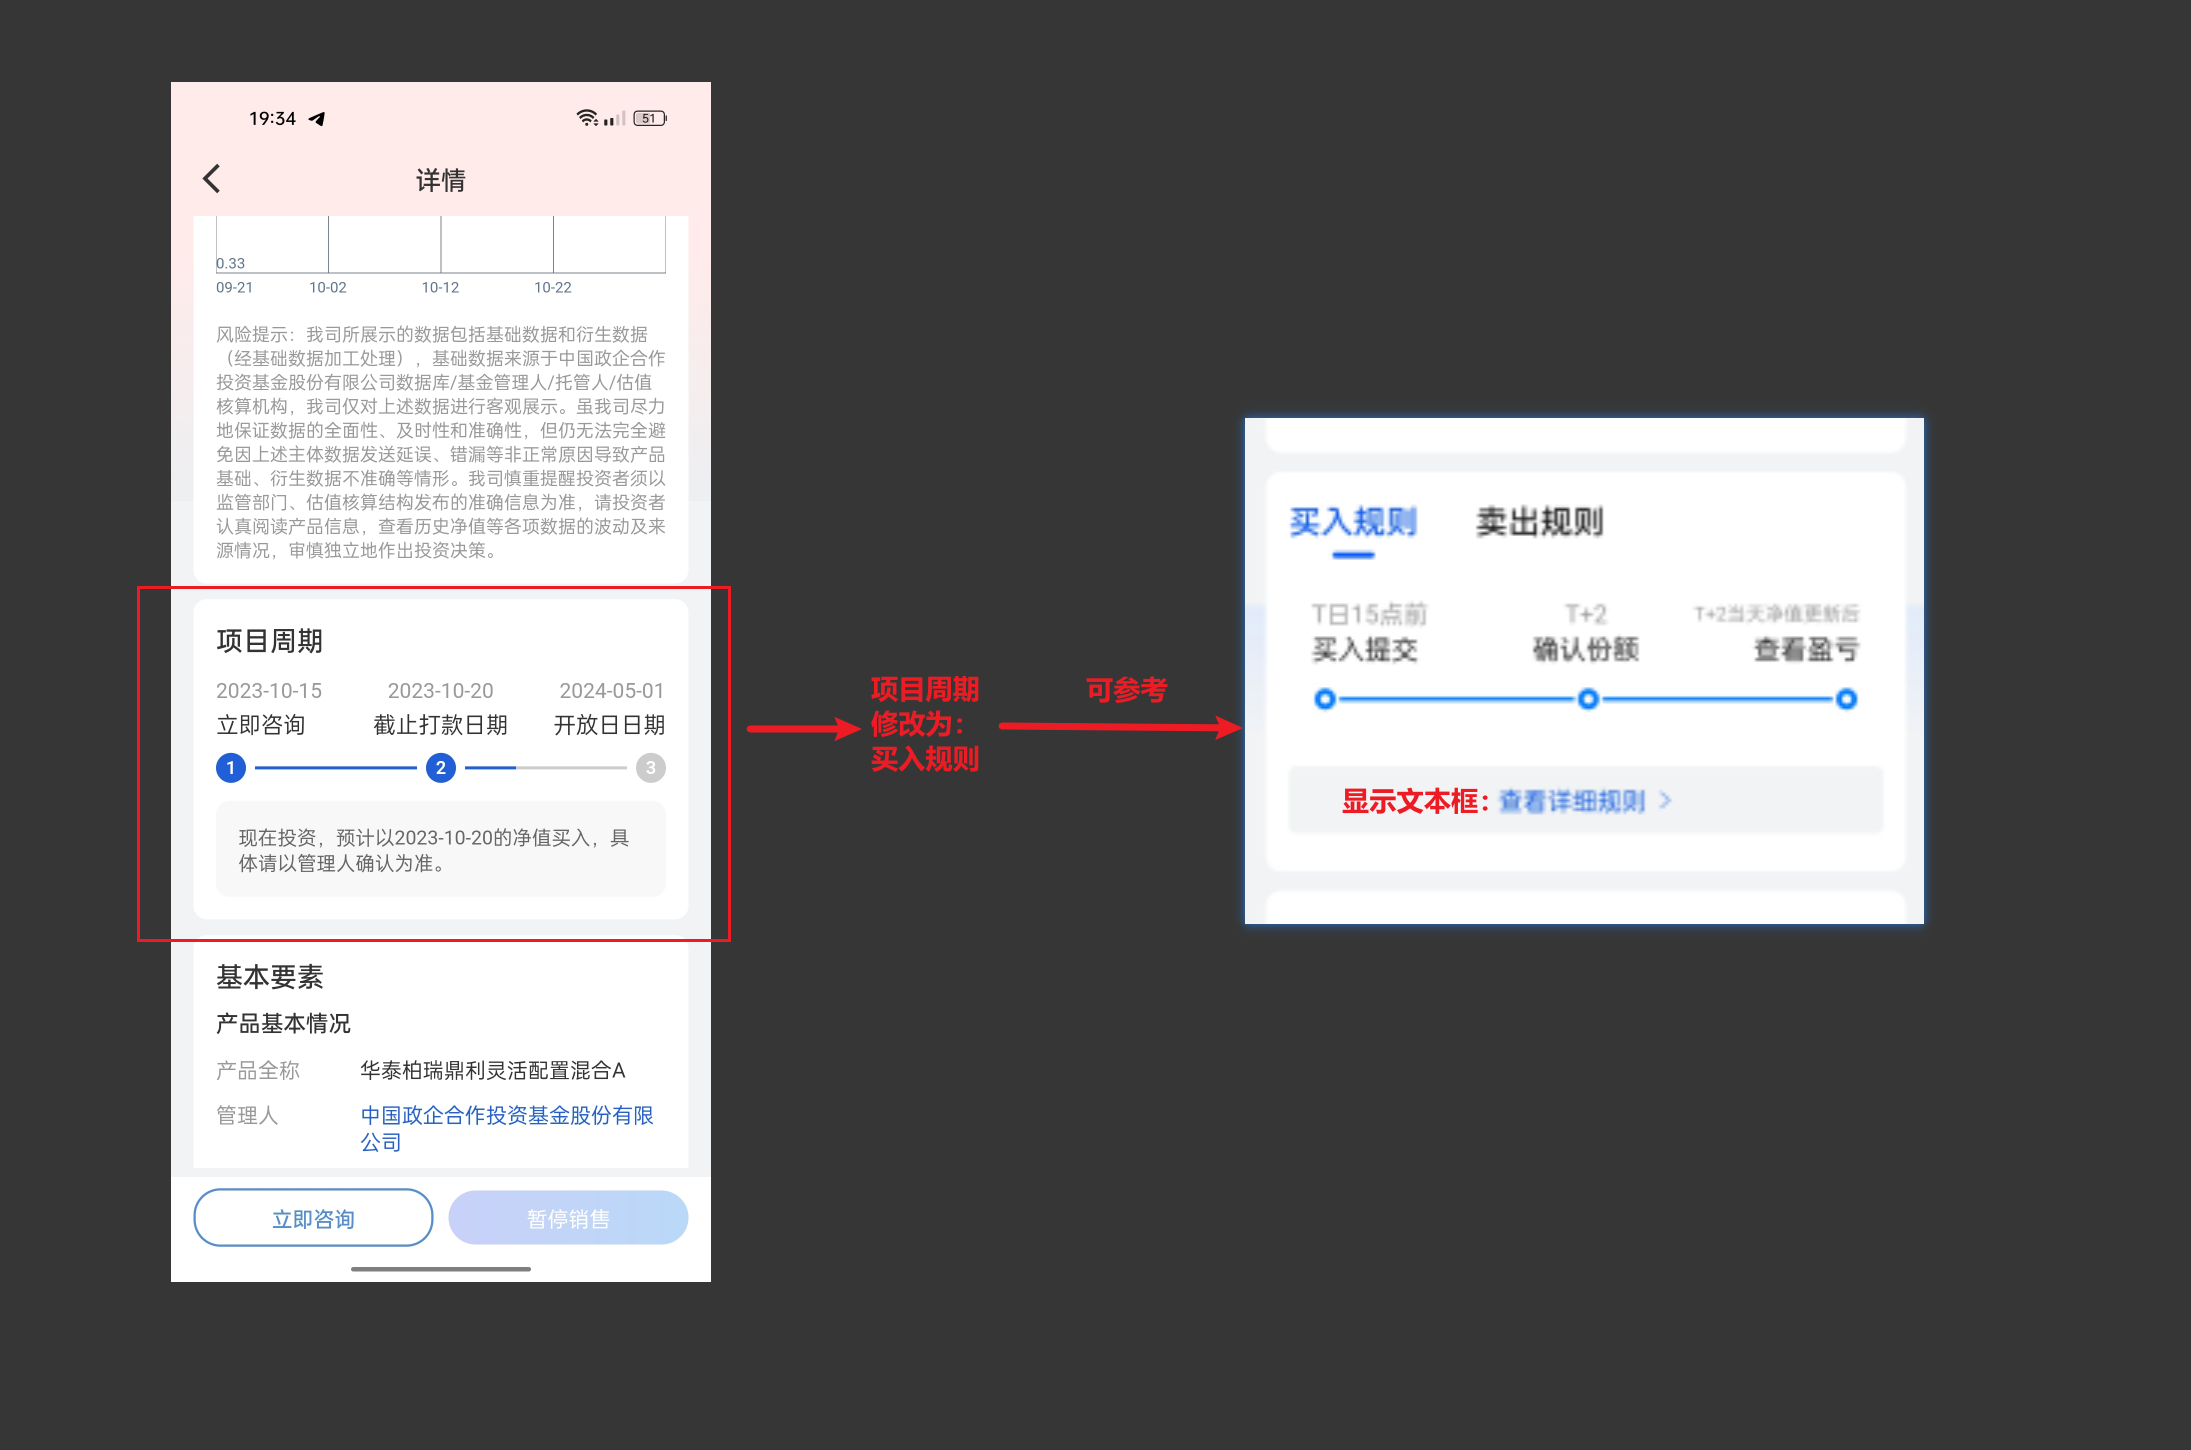 19:34
51
详情
0.33
09-21 10-02 10-12 10-22
风险提示：我司所展示的数据包括基础数据和衍生数据
（经基础数据加工处理），基础数据来源于中国政企合作
投资基金股份有限公司数据库/基金管理人/托管人/估值
核算机构，我司仅对上述数据进行客观展示。虽我司尽力
地保证数据的全面性、及时性和准确性，但仍无法完全避
免因上述主体数据发送延误、错漏等非正常原因导致产品
基础、衍生数据不准确等情形。我司慎重提醒投资者须以
监管部门、估值核算结构发布的准确信息为准，请投资者
认真阅读产品信息，查看历史净值等各项数据的波动及来
源情况，审慎独立地作出投资决策。
项目周期
2023-10-15 2023-10-20 2024-05-01
立即咨询 截止打款日期 开放日日期
1 2 3
现在投资，预计以2023-10-20的净值买入，具
体请以管理人确认为准。
基本要素
产品基本情况
产品全称 华泰柏瑞鼎利灵活配置混合A
管理人 中国政企合作投资基金股份有限
公司
立即咨询 暂停销售
项目周期
修改为：
买入规则
可参考
买入规则 卖出规则
T日15点前 T+2 T+2当天净值更新后
买入提交 确认份额 查看盈亏
显示文本框：查看详细规则 >